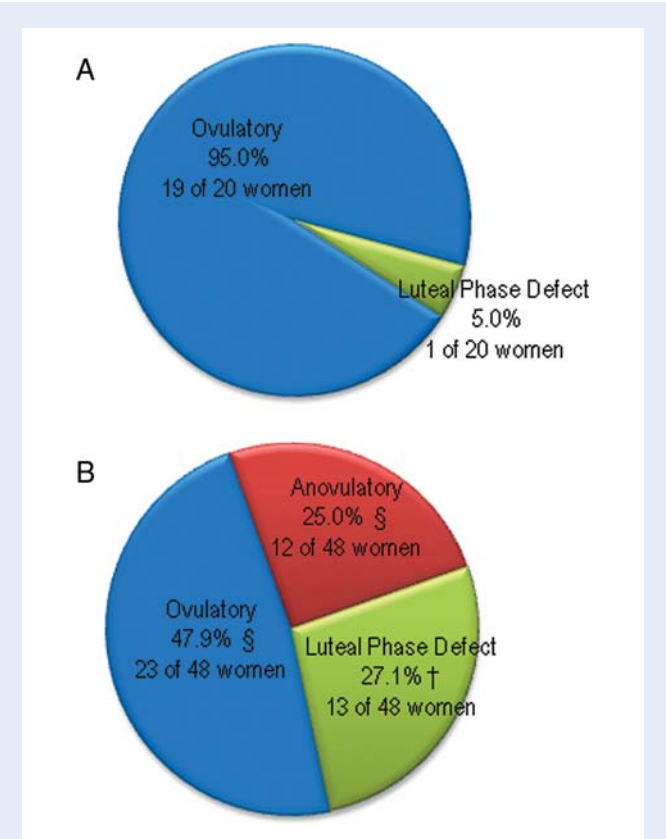 A
Ovulatory
95.0%
19 of 20 women
Luteal Phase Defect
5.0%
1 of 20 women
B
Anovulatory
25.0% §
12 of 48 women
Ovulatory
47.9% §
23 of 48 women
Luteal Phase Defect
27.1% †
13 of 48 women